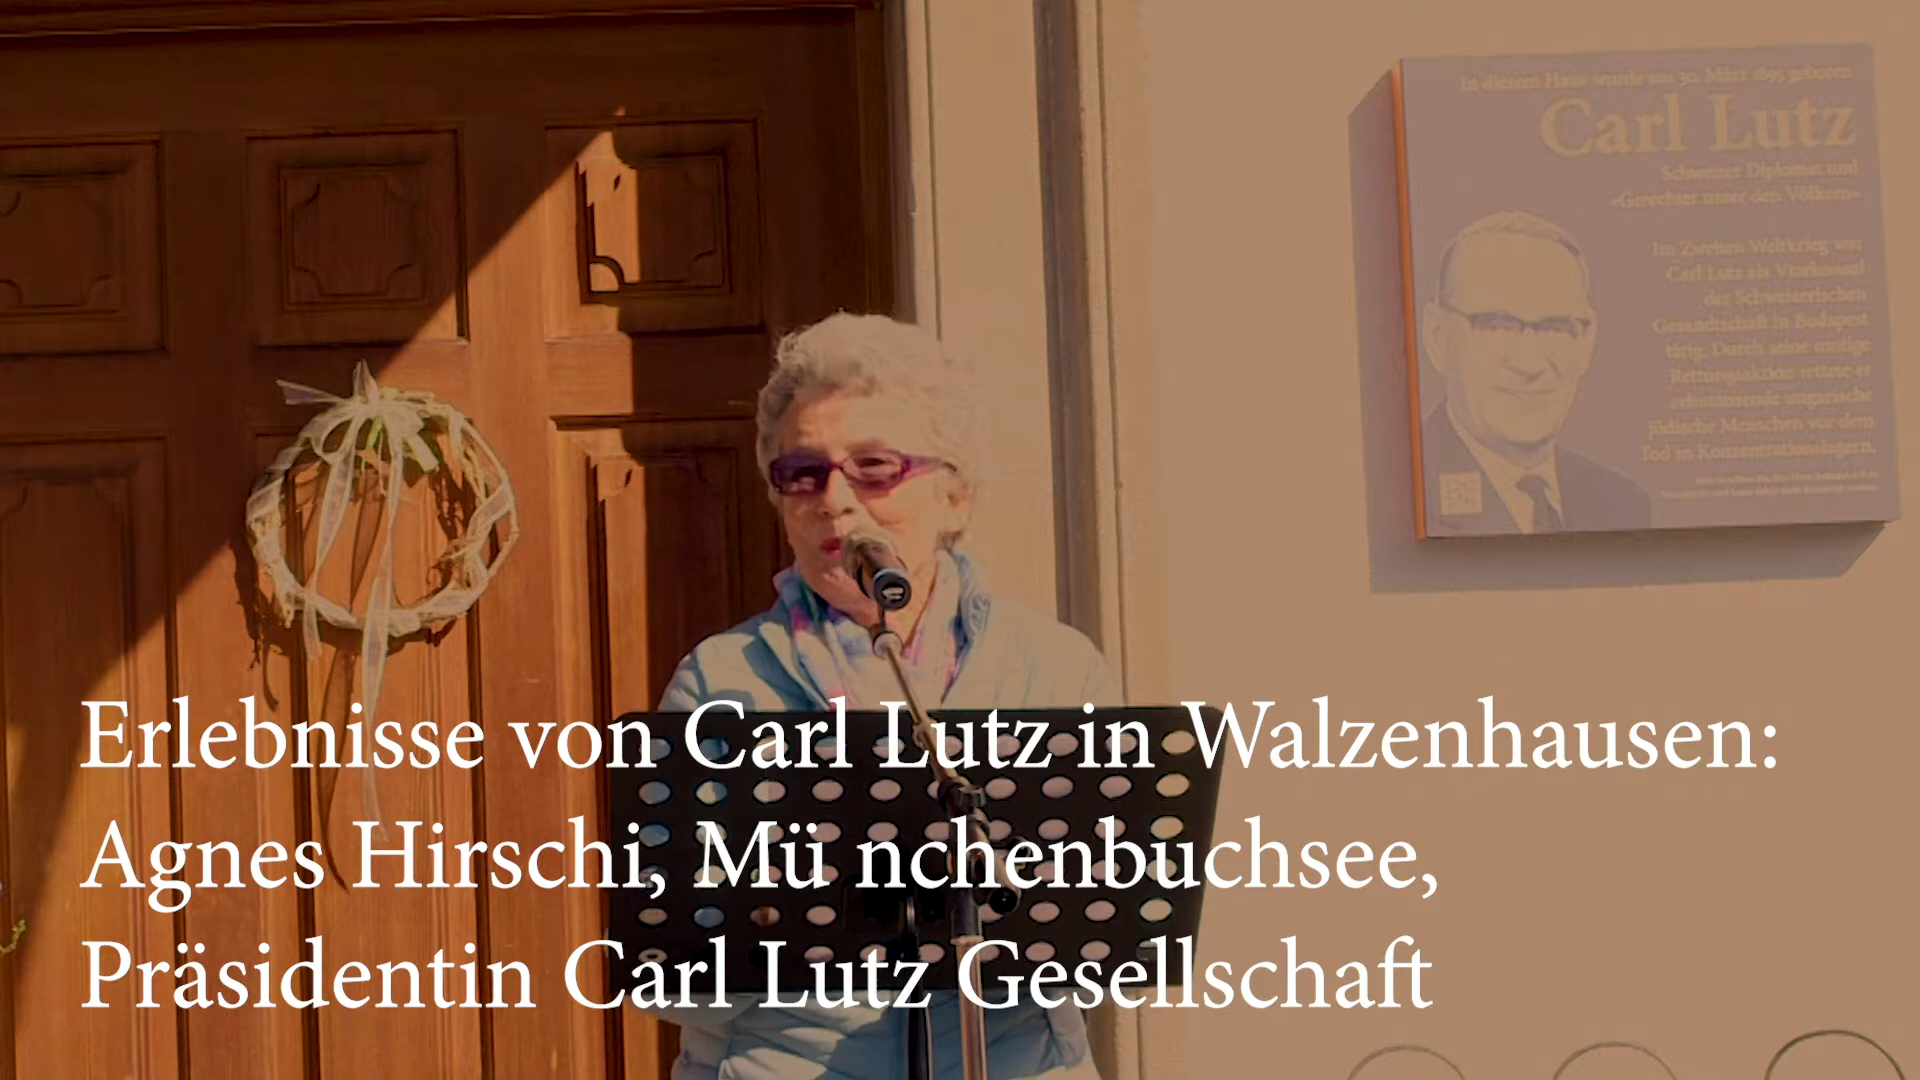 in diesem Haus wurde am 30. März 1895 geboren
Carl Lutz
Schweizer Diplomat und
«Gerechter unter den Völkern»
Im Zweiten Weltkrieg war
Carl Lutz als Vizekonsul
der Schweizerischen
Gesandtschaft in Budapest
tätig. Durch seine mutige
Rettungsaktion rettete er
zehntausende ungarische
jüdische Menschen vor dem
Tod in Konzentrationslagern.
Erlebnisse von Carl Lutz in Walzenhausen:
Agnes Hirschi, Mü nchenbuchsee,
Präsidentin Carl Lutz Gesellschaft